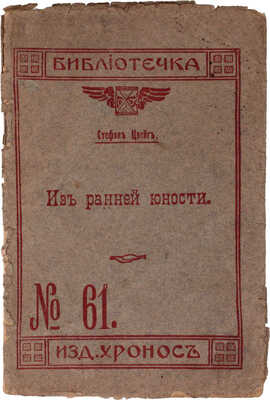 БИБЛІОТЕЧКА
Стефанъ Цвейгъ.
Изъ ранней юности.
№ 61.
ИЗД. ХРОНОСЪ